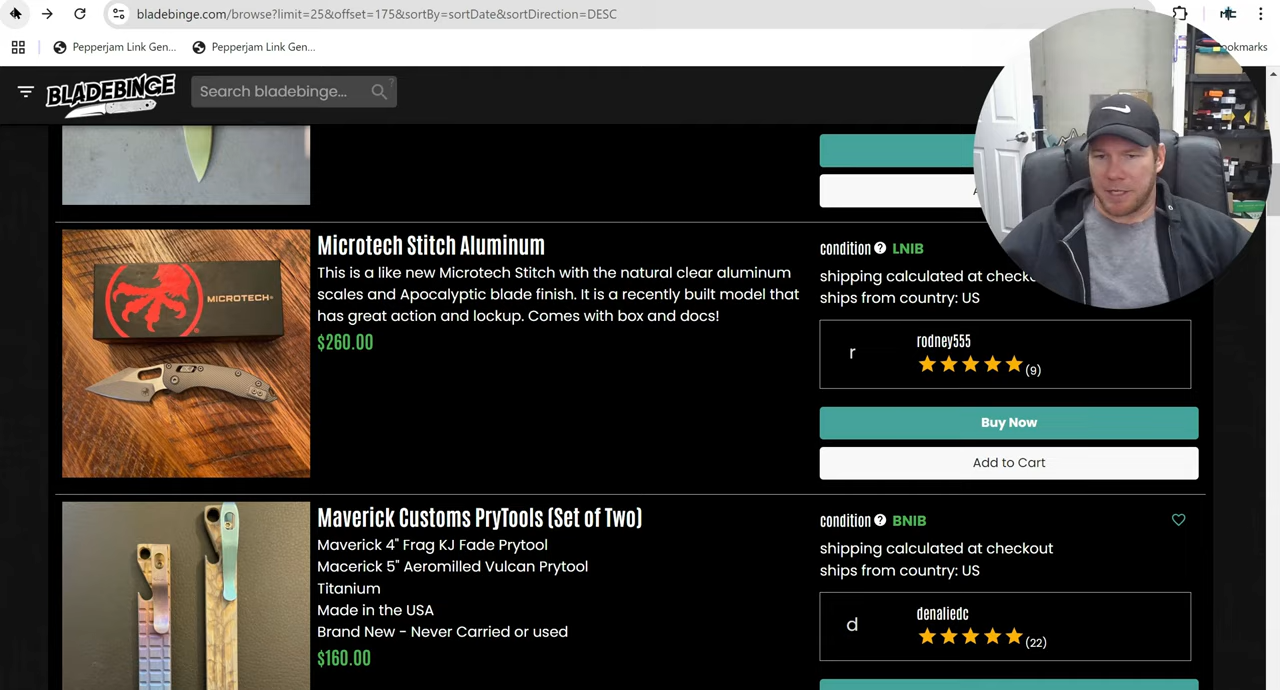 bladebinge.com/browse?limit=25&offset=175&sortBy=sortDate&sortDirection=DESC
Pepperjam Link Gen...
Pepperjam Link Gen...
ookmarks
BLADEBINGE
Search bladebinge...
Microtech Stitch Aluminum
This is a like new Microtech Stitch with the natural clear aluminum
scales and Apocalyptic blade finish. It is a recently built model that
has great action and lockup. Comes with box and docs!
$260.00
MICROTECH
condition ? LNIB
shipping calculated at checko
ships from country: US
r
rodney555
(9)
Buy Now
Add to Cart
Maverick Customs PryTools (Set of Two)
Maverick 4" Frag KJ Fade Prytool
Macerick 5" Aeromilled Vulcan Prytool
Titanium
Made in the USA
Brand New - Never Carried or used
$160.00
condition ? BNIB
shipping calculated at checkout
ships from country: US
d
denaliedc
(22)